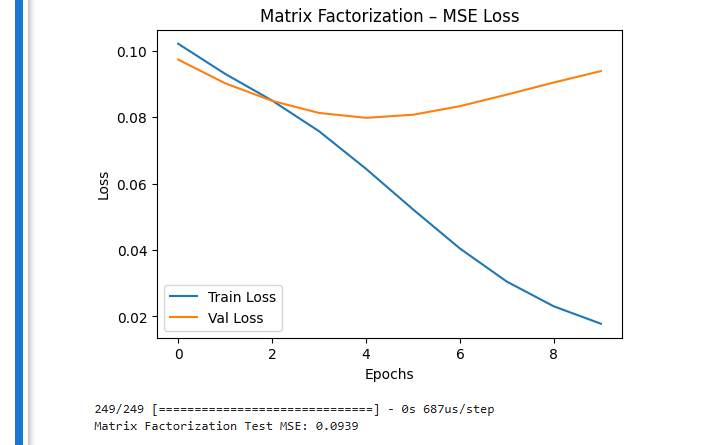 Matrix Factorization – MSE Loss
0.10
0.08
0.06
0.04
0.02
Loss
Train Loss
Val Loss
0 2 4 6 8
Epochs
249/249 [==============================] - 0s 687us/step
Matrix Factorization Test MSE: 0.0939